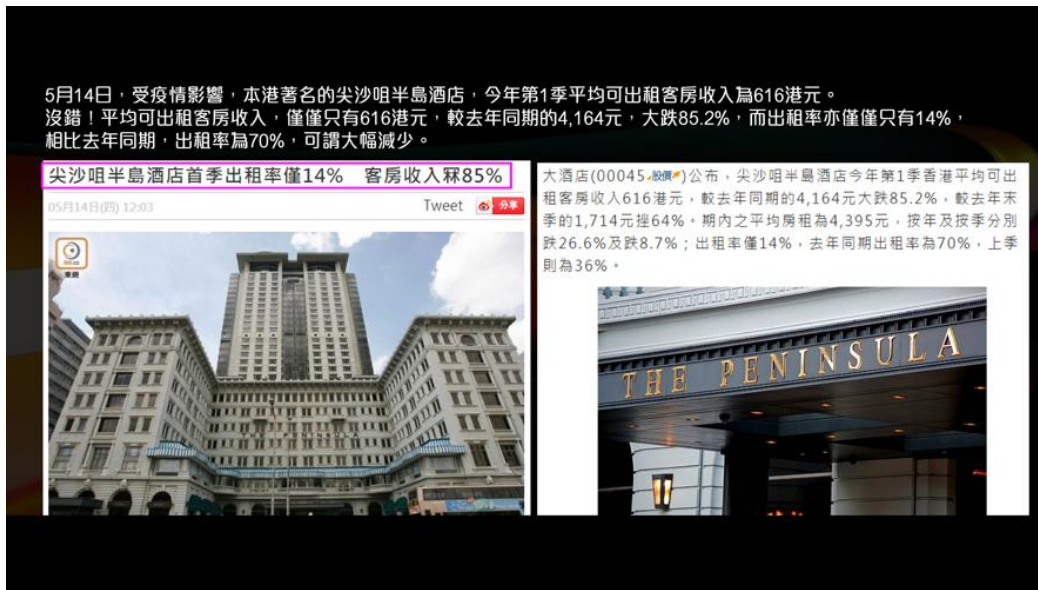 5月14日，受疫情影響，本港著名的尖沙咀半島酒店，今年第1季平均可出租客房收入為616港元。
沒錯！平均可出租客房收入，僅僅只有616港元，較去年同期的4,164元，大跌85.2%，而出租率亦僅僅只有14%，
相比去年同期，出租率為70%，可謂大幅減少。
尖沙咀半島酒店首季出租率僅14%　客房收入冧85%
05月14日(四) 12:03
Tweet
分享
東網
THE PENINSULA
大酒店(00045-股價)公布，尖沙咀半島酒店今年第1季香港平均可出
租客房收入616港元，較去年同期的4,164元大跌85.2%，較去年末
季的1,714元挫64%。期內之平均房租為4,395元，按年及按季分別
跌26.6%及跌8.7%；出租率僅14%，去年同期出租率為70%，上季
則為36%。
THE PENINSULA